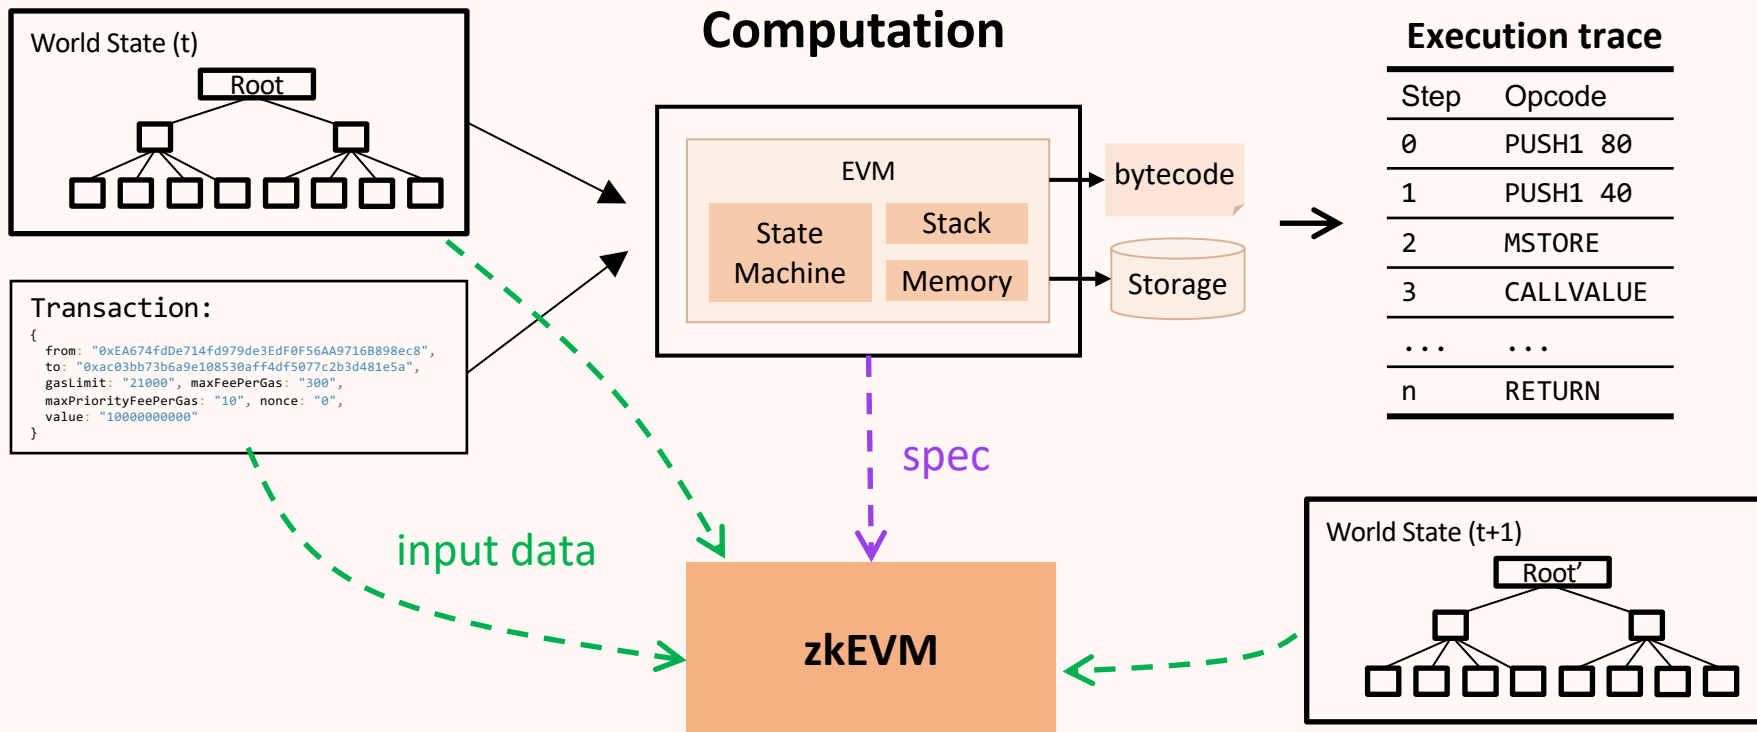 Computation
World State (t)
Root
Transaction:
{
from: "0xEA674fdDe714fd979de3EdF0F56AA9716B898ec8",
to: "0xac03bb73b6a9e108530aff4df5077c2b3d481e5a",
gasLimit: "21000", maxFeePerGas: "300",
maxPriorityFeePerGas: "10", nonce: "0",
value: "10000000000"
}
EVM
State
Machine
Stack
Memory
bytecode
Storage
Execution trace
Step Opcode
0 PUSH1 80
1 PUSH1 40
2 MSTORE
3 CALLVALUE
... ...
n RETURN
spec
input data
zkEVM
World State (t+1)
Root’